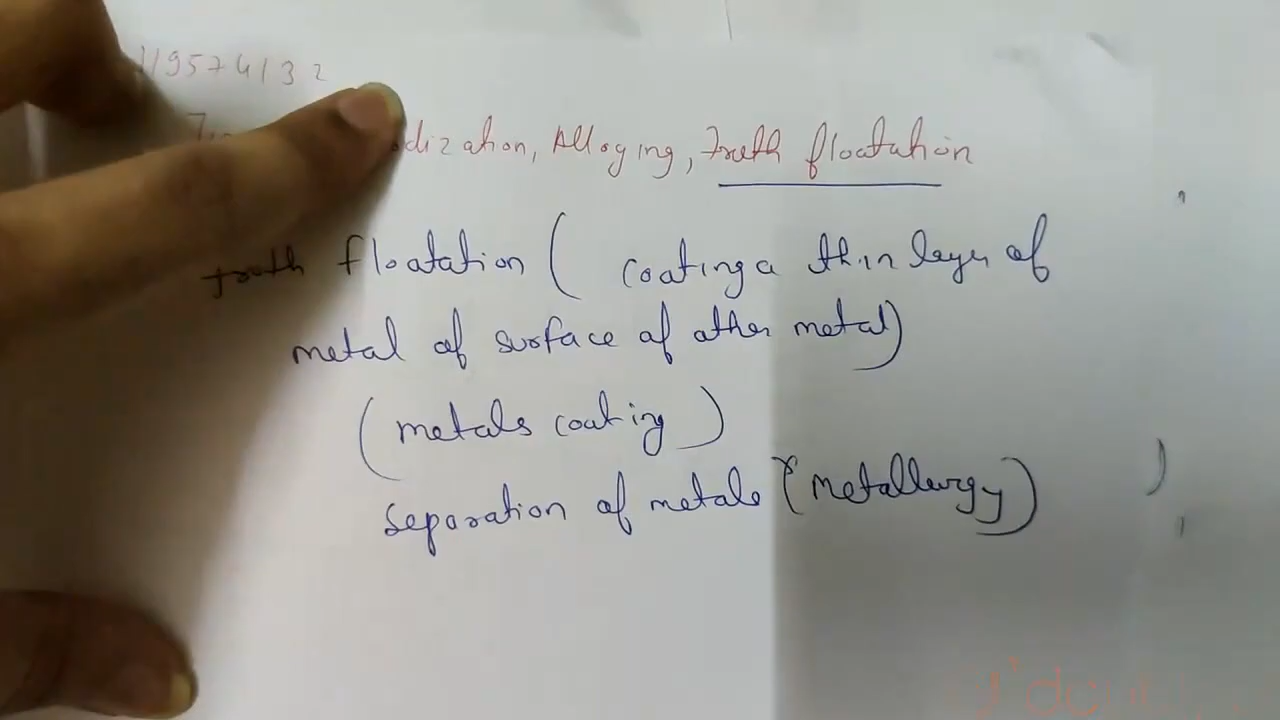 119574132
odization, Alloying, Froth floatation
froth floatation ( coating a thin layer of
metal of surface of other metal)
(metals coating)
separation of metals (metallurgy)